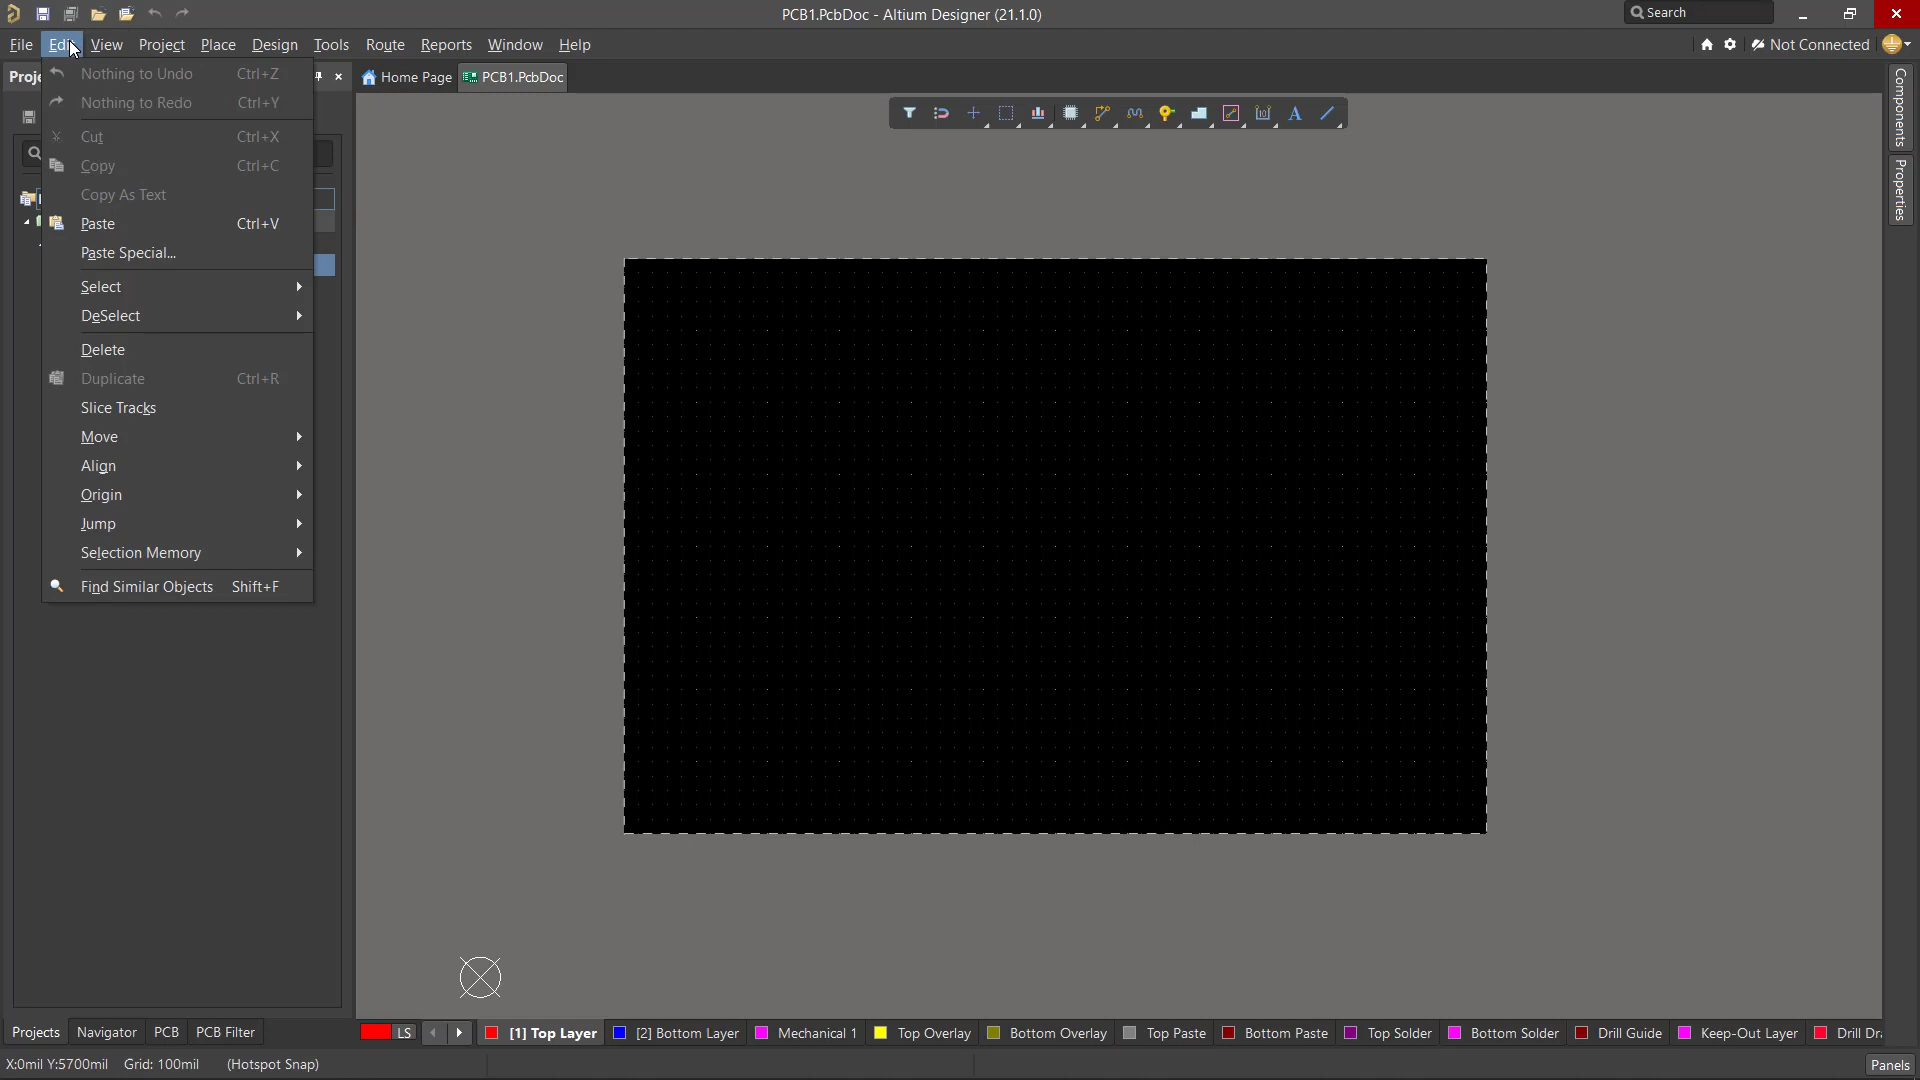 PCB1.PcbDoc - Altium Designer (21.1.0)
Search
File Edit View Project Place Design Tools Route Reports Window Help
Not Connected
Home Page
PCB1.PcbDoc
Nothing to Undo Ctrl+Z
Nothing to Redo Ctrl+Y
Cut Ctrl+X
Copy Ctrl+C
Copy As Text
Paste Ctrl+V
Paste Special...
Select
DeSelect
Delete
Duplicate Ctrl+R
Slice Tracks
Move
Align
Origin
Jump
Selection Memory
Find Similar Objects Shift+F
Components
Properties
Projects Navigator PCB PCB Filter
LS [1] Top Layer [2] Bottom Layer Mechanical 1 Top Overlay Bottom Overlay Top Paste Bottom Paste Top Solder Bottom Solder Drill Guide Keep-Out Layer Drill
X:0mil Y:5700mil Grid: 100mil (Hotspot Snap)
Panels